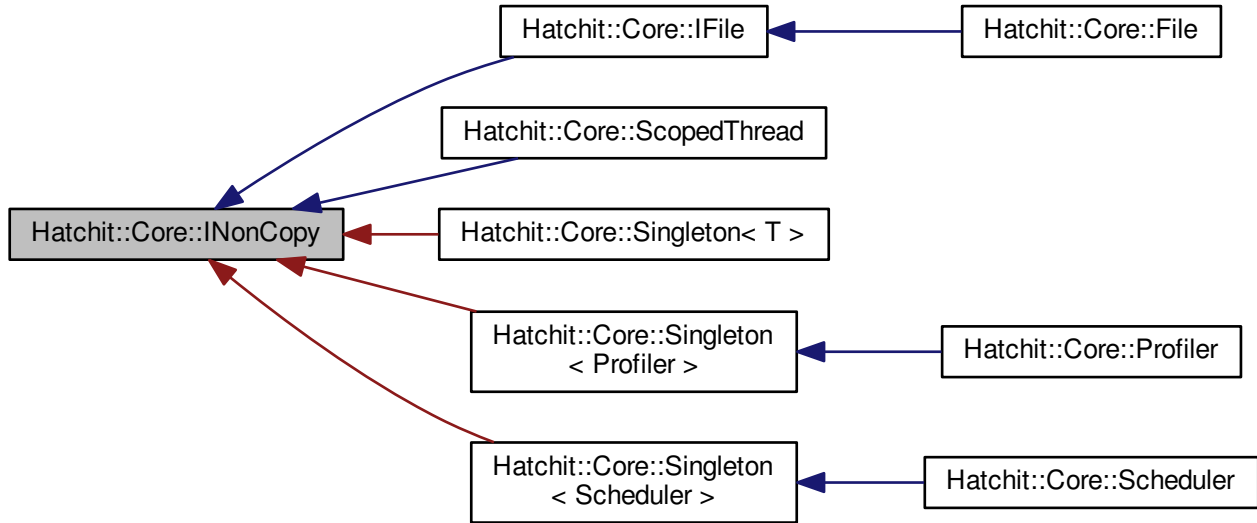 Hatchit::Core::IFile
Hatchit::Core::File
Hatchit::Core::ScopedThread
Hatchit::Core::INonCopy
Hatchit::Core::Singleton< T >
Hatchit::Core::Singleton
< Profiler >
Hatchit::Core::Profiler
Hatchit::Core::Singleton
< Scheduler >
Hatchit::Core::Scheduler